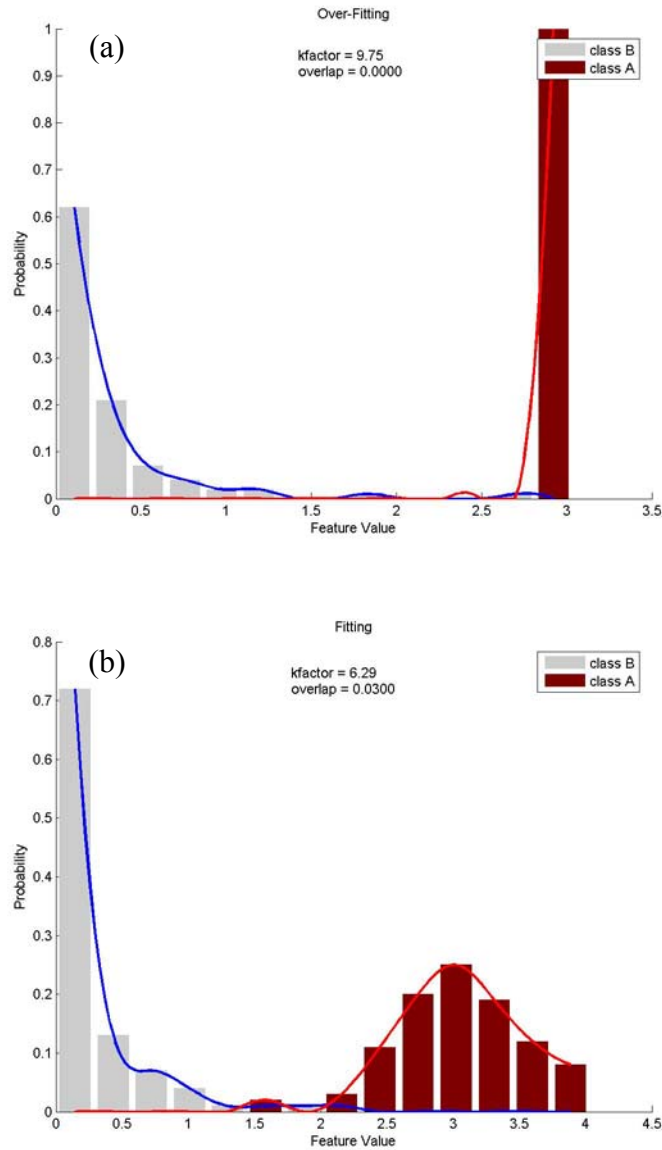 Over-Fitting
(a)
kfactor = 9.75
overlap = 0.0000
class B
class A
1
0.9
0.8
0.7
0.6
0.5
0.4
0.3
0.2
0.1
0
Probability
0 0.5 1 1.5 2 2.5 3 3.5
Feature Value
Fitting
(b)
kfactor = 6.29
overlap = 0.0300
class B
class A
0.8
0.7
0.6
0.5
0.4
0.3
0.2
0.1
0
Probability
0 0.5 1 1.5 2 2.5 3 3.5 4 4.5
Feature Value